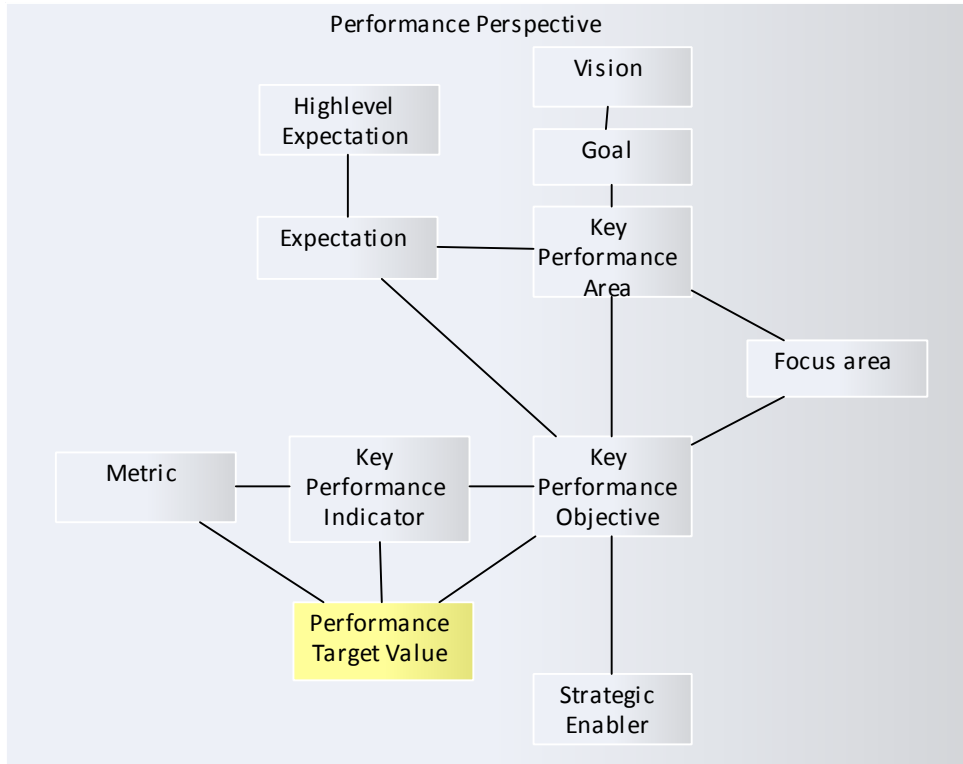 Performance Perspective
Vision
Highlevel
Expectation
Goal
Expectation
Key
Performance
Area
Focus area
Metric
Key
Performance
Indicator
Key
Performance
Objective
Performance
Target Value
Strategic
Enabler